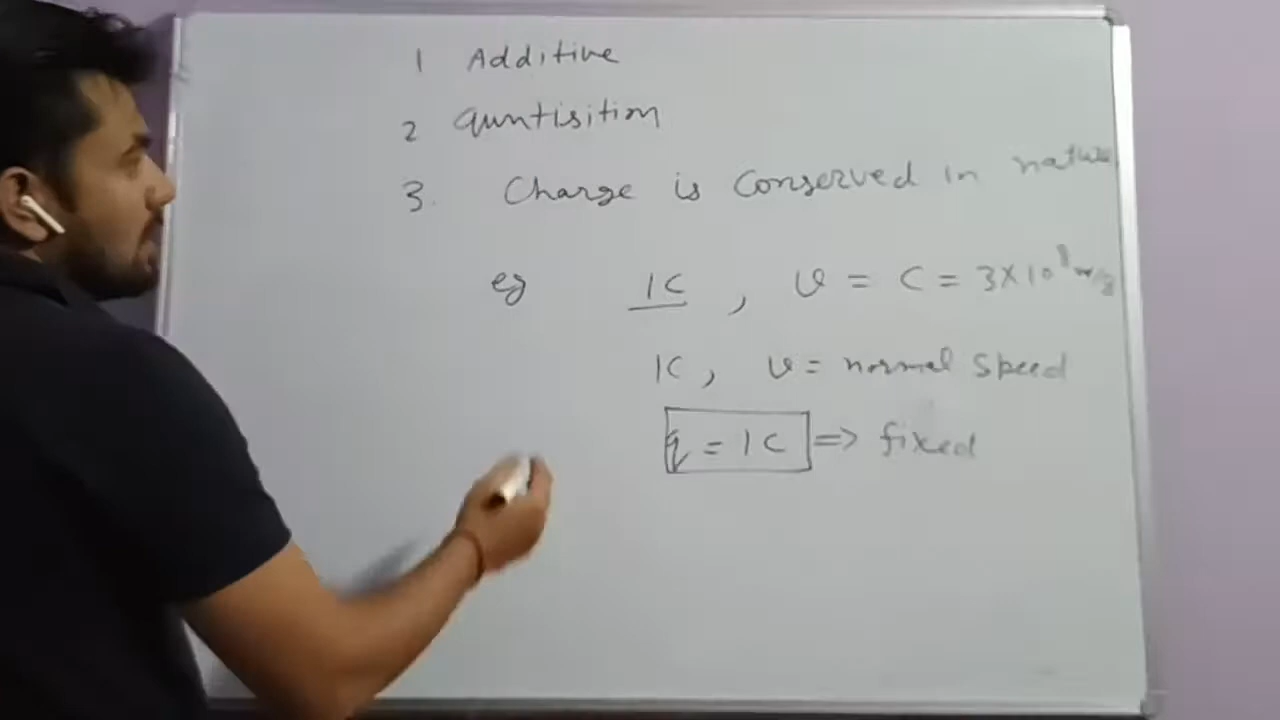 1 Additive
2 Quntisition
3. Charge is conserved in nature
eg 1C , v = C = 3X10⁸ m/s
1C , v = normal speed
q = 1C => fixed